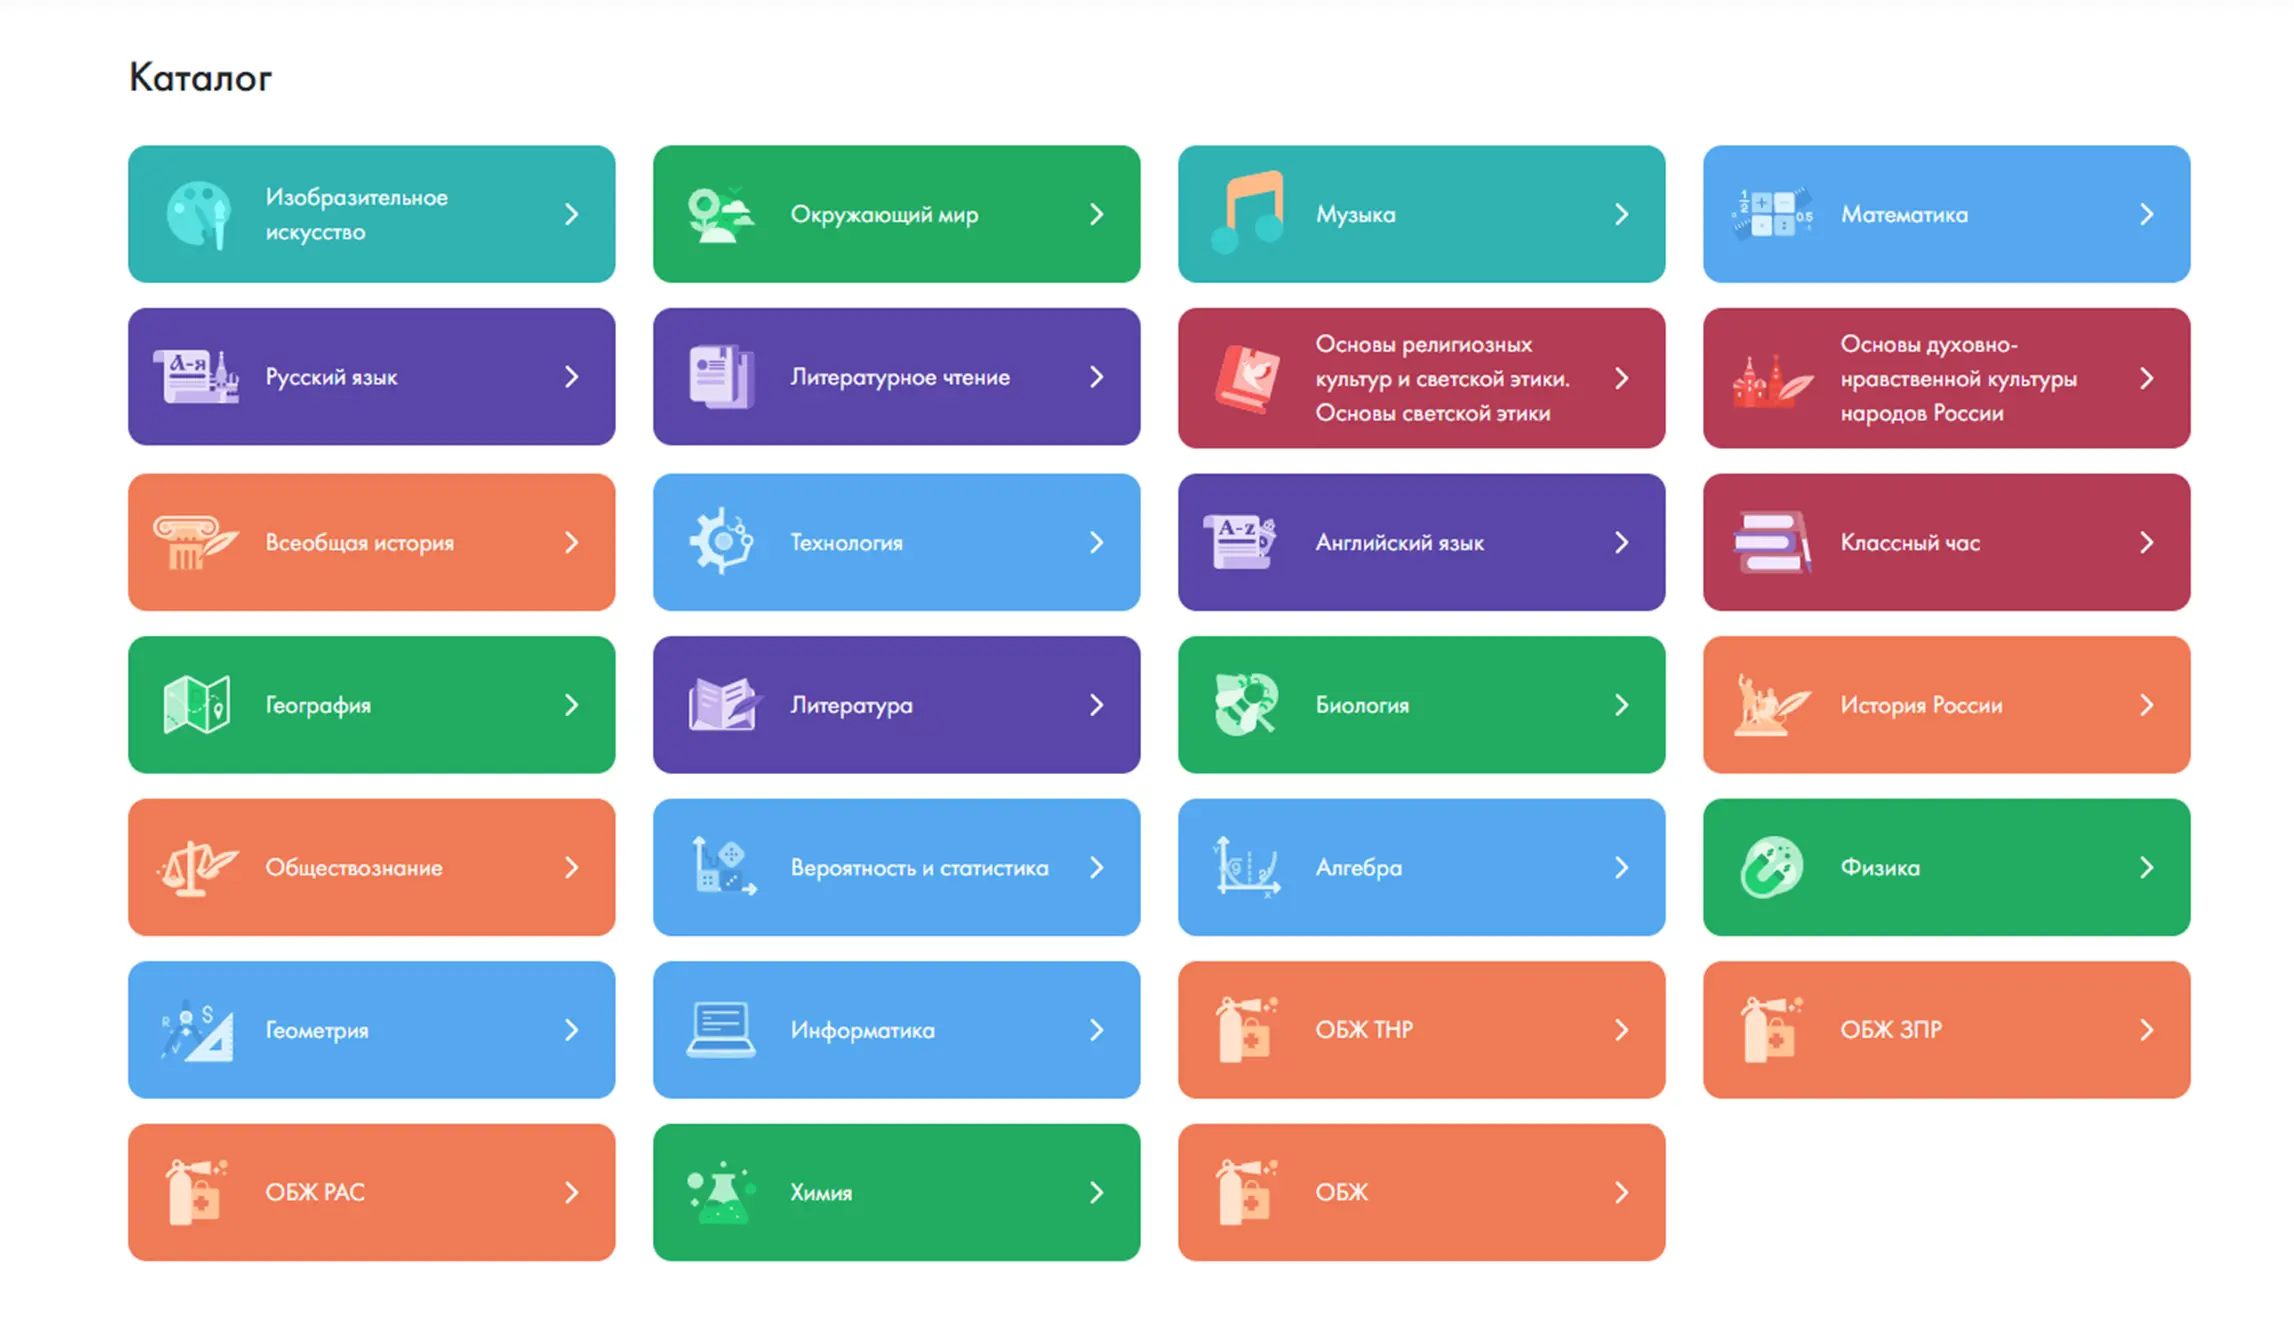 Каталог
Изобразительное
искусство
Окружающий мир
Музыка
Математика
Русский язык
Литературное чтение
Основы религиозных
культур и светской этики.
Основы светской этики
Основы духовно-
нравственной культуры
народов России
Всеобщая история
Технология
Английский язык
Классный час
География
Литература
Биология
История России
Обществознание
Вероятность и статистика
Алгебра
Физика
Геометрия
Информатика
ОБЖ ТНР
ОБЖ ЗПР
ОБЖ РАС
Химия
ОБЖ